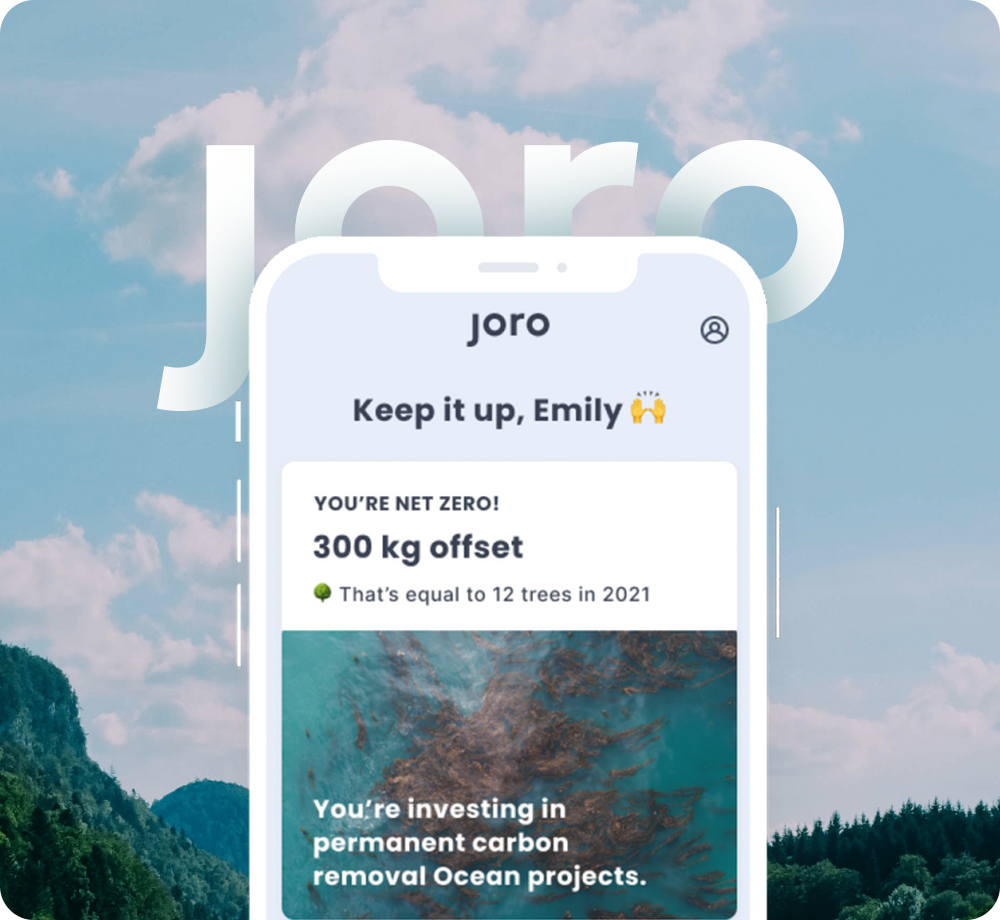 joro
joro
Keep it up, Emily 🙌
YOU’RE NET ZERO!
300 kg offset
🌳 That’s equal to 12 trees in 2021
You’re investing in
permanent carbon
removal Ocean projects.